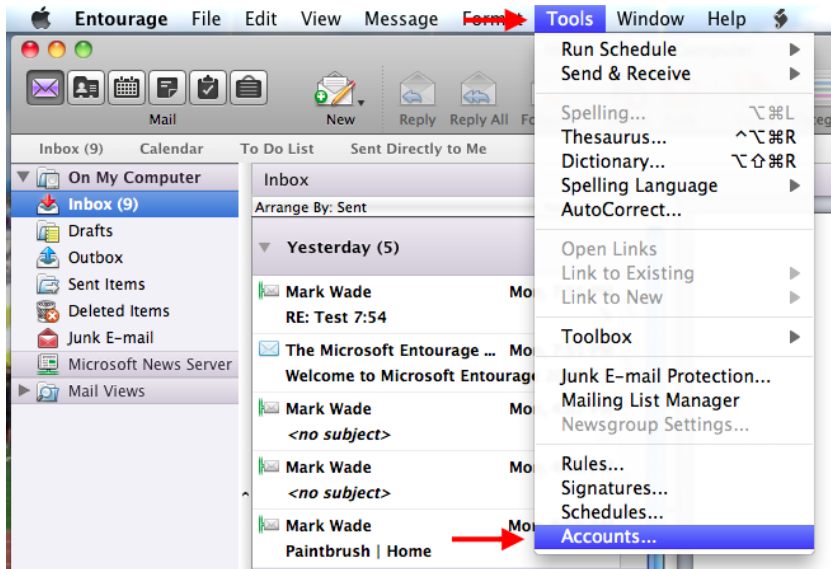 Entourage File Edit View Message Format Tools Window Help
Mail
New
Reply Reply All
Inbox (9) Calendar To Do List Sent Directly to Me
On My Computer
Inbox (9)
Drafts
Outbox
Sent Items
Deleted Items
Junk E-mail
Microsoft News Server
Mail Views
Inbox
Arrange By: Sent
Yesterday (5)
Mark Wade
RE: Test 7:54
The Microsoft Entourage ...
Welcome to Microsoft Entourage
Mark Wade
<no subject>
Mark Wade
<no subject>
Mark Wade
Paintbrush | Home
Run Schedule
Send & Receive
Spelling... ⌥⌘L
Thesaurus... ^⌥⌘R
Dictionary... ⌥⇧⌘R
Spelling Language
AutoCorrect...
Open Links
Link to Existing
Link to New
Toolbox
Junk E-mail Protection...
Mailing List Manager
Newsgroup Settings...
Rules...
Signatures...
Schedules...
Accounts...